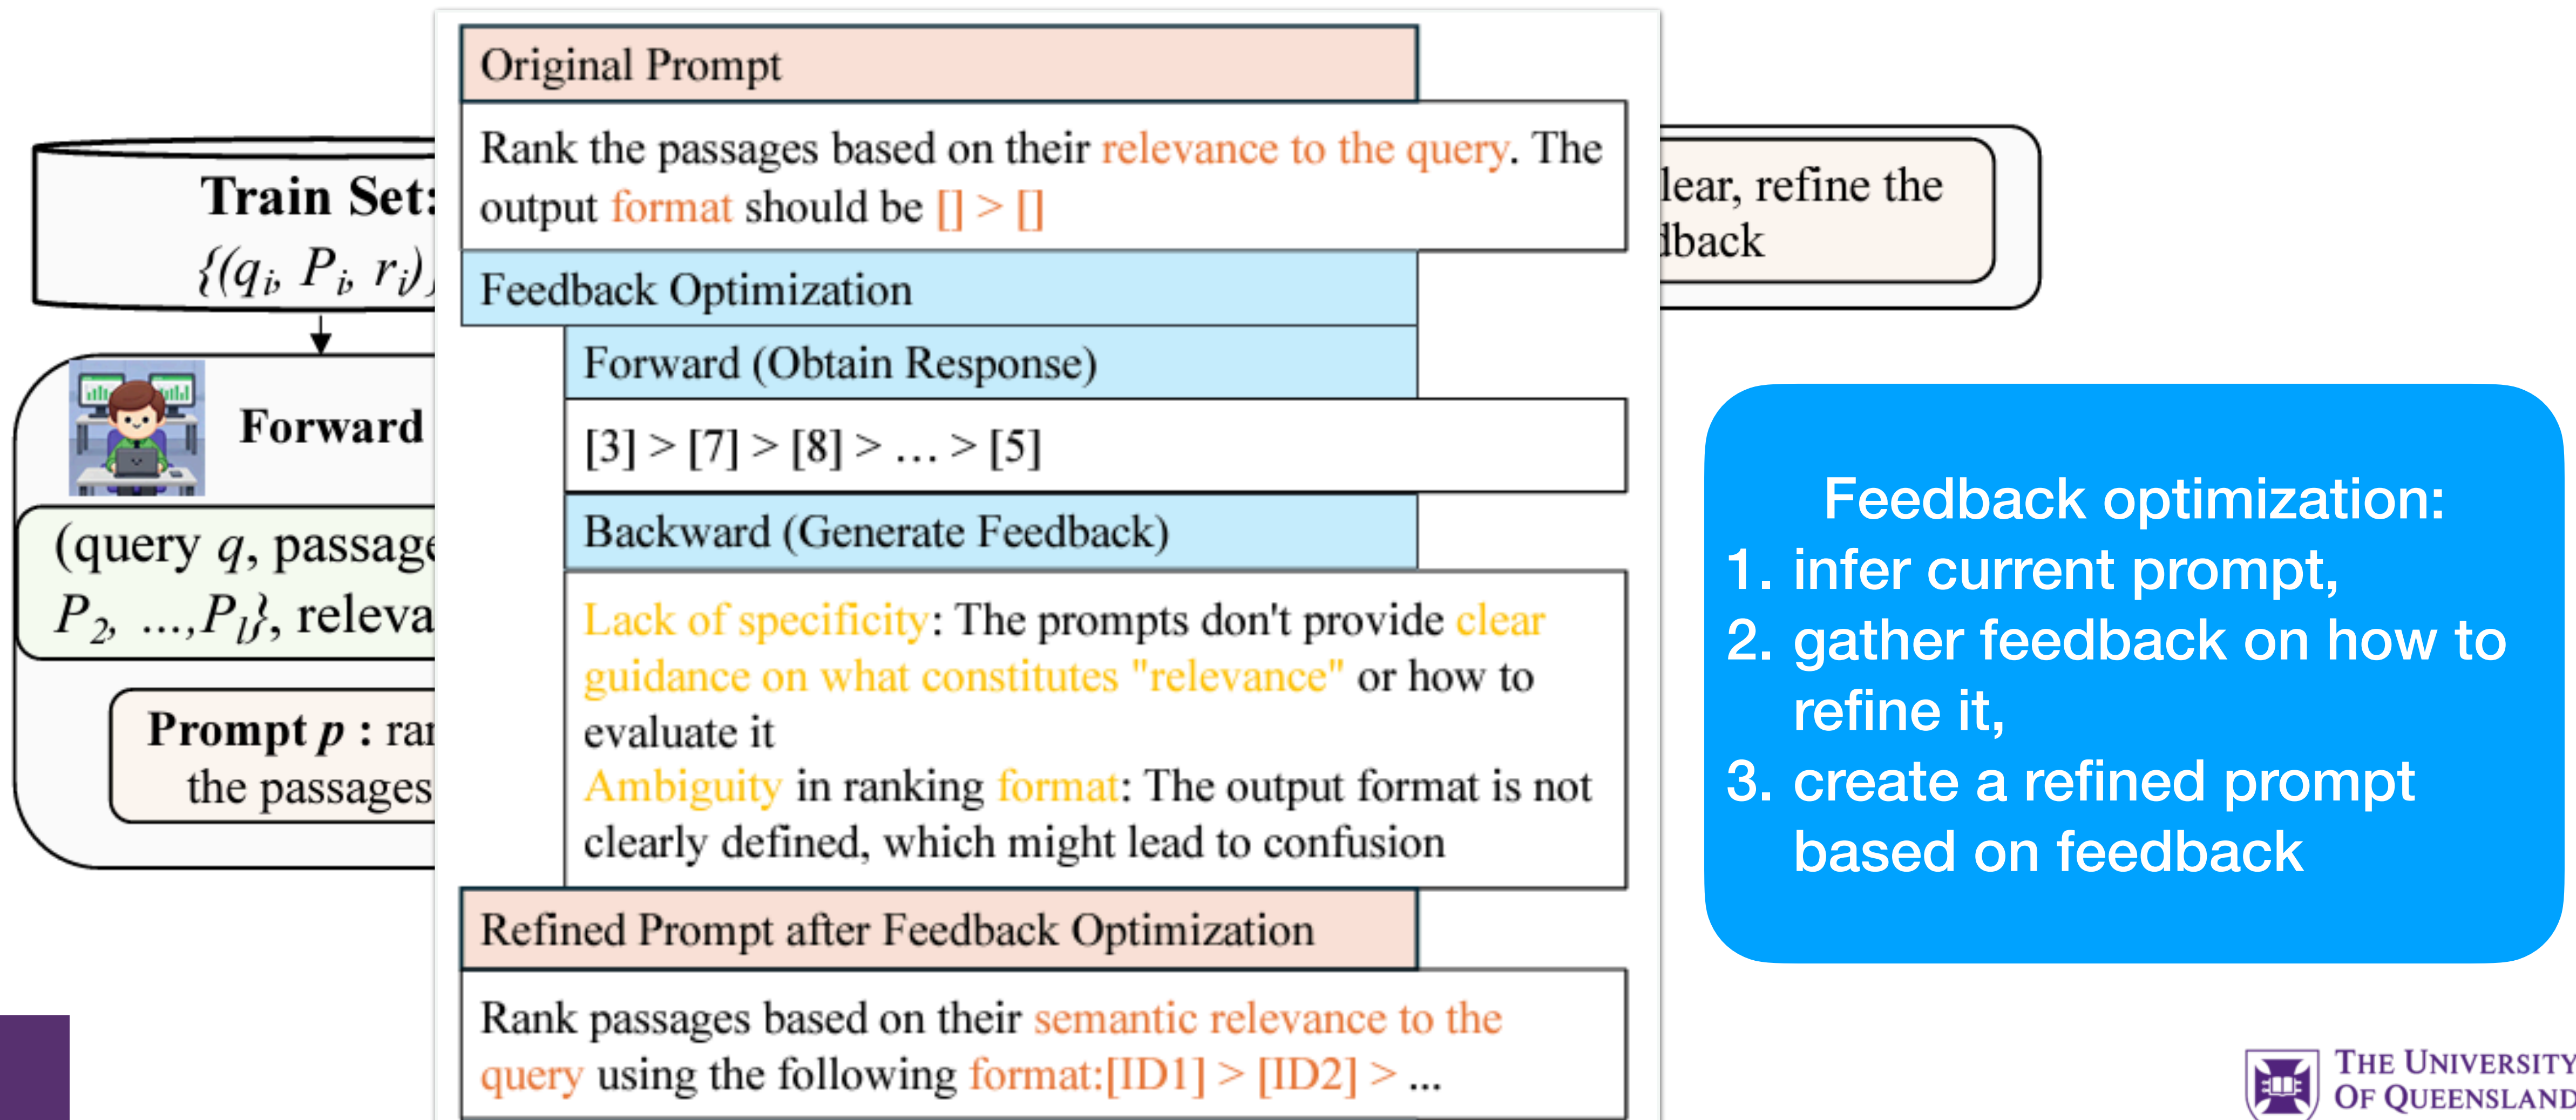 Original Prompt
Rank the passages based on their relevance to the query. The
output format should be [] > []
Feedback Optimization
Forward (Obtain Response)
[3] > [7] > [8] > ... > [5]
Backward (Generate Feedback)
Lack of specificity: The prompts don't provide clear
guidance on what constitutes "relevance" or how to
evaluate it
Ambiguity in ranking format: The output format is not
clearly defined, which might lead to confusion
Refined Prompt after Feedback Optimization
Rank passages based on their semantic relevance to the
query using the following format:[ID1] > [ID2] > ...
Train Set:
{(qi, Pi, ri)
Forward
(query q, passage
P2, ...,Pl}, releva
Prompt p :
the passages
refine the
Feedback optimization:
1. infer current prompt,
2. gather feedback on how to
refine it,
3. create a refined prompt
based on feedback
THE UNIVERSITY
OF QUEENSLAND